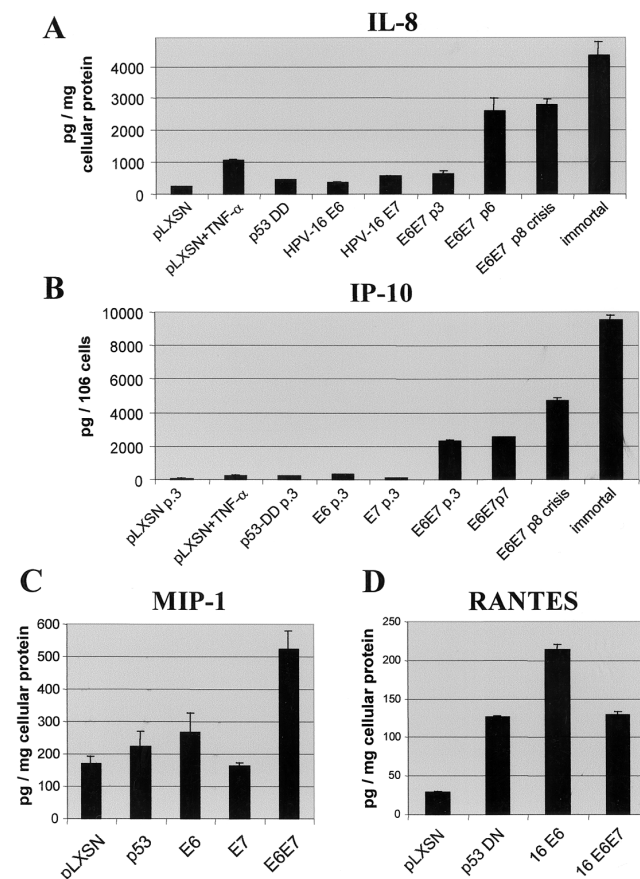 A
IL-8
pg / mg
cellular protein
4000
3000
2000
1000
0
pLXSN
pLXSN+TNF-α
p53 DD
HPV-16 E6
HPV-16 E7
E6E7 p3
E6E7 p6
E6E7 p8 crisis
immortal
B
IP-10
pg / 106 cells
10000
8000
6000
4000
2000
0
pLXSN p.3
pLXSN+TNF-α
p53-DD p.3
E6 p.3
E7 p.3
E6E7 p.3
E6E7p7
E6E7 p8 crisis
immortal
C
MIP-1
pg / mg cellular protein
600
500
400
300
200
100
0
pLXSN
p53
E6
E7
E6E7
D
RANTES
pg / mg cellular protein
250
200
150
100
50
0
pLXSN
p53 DN
16 E6
16 E6E7